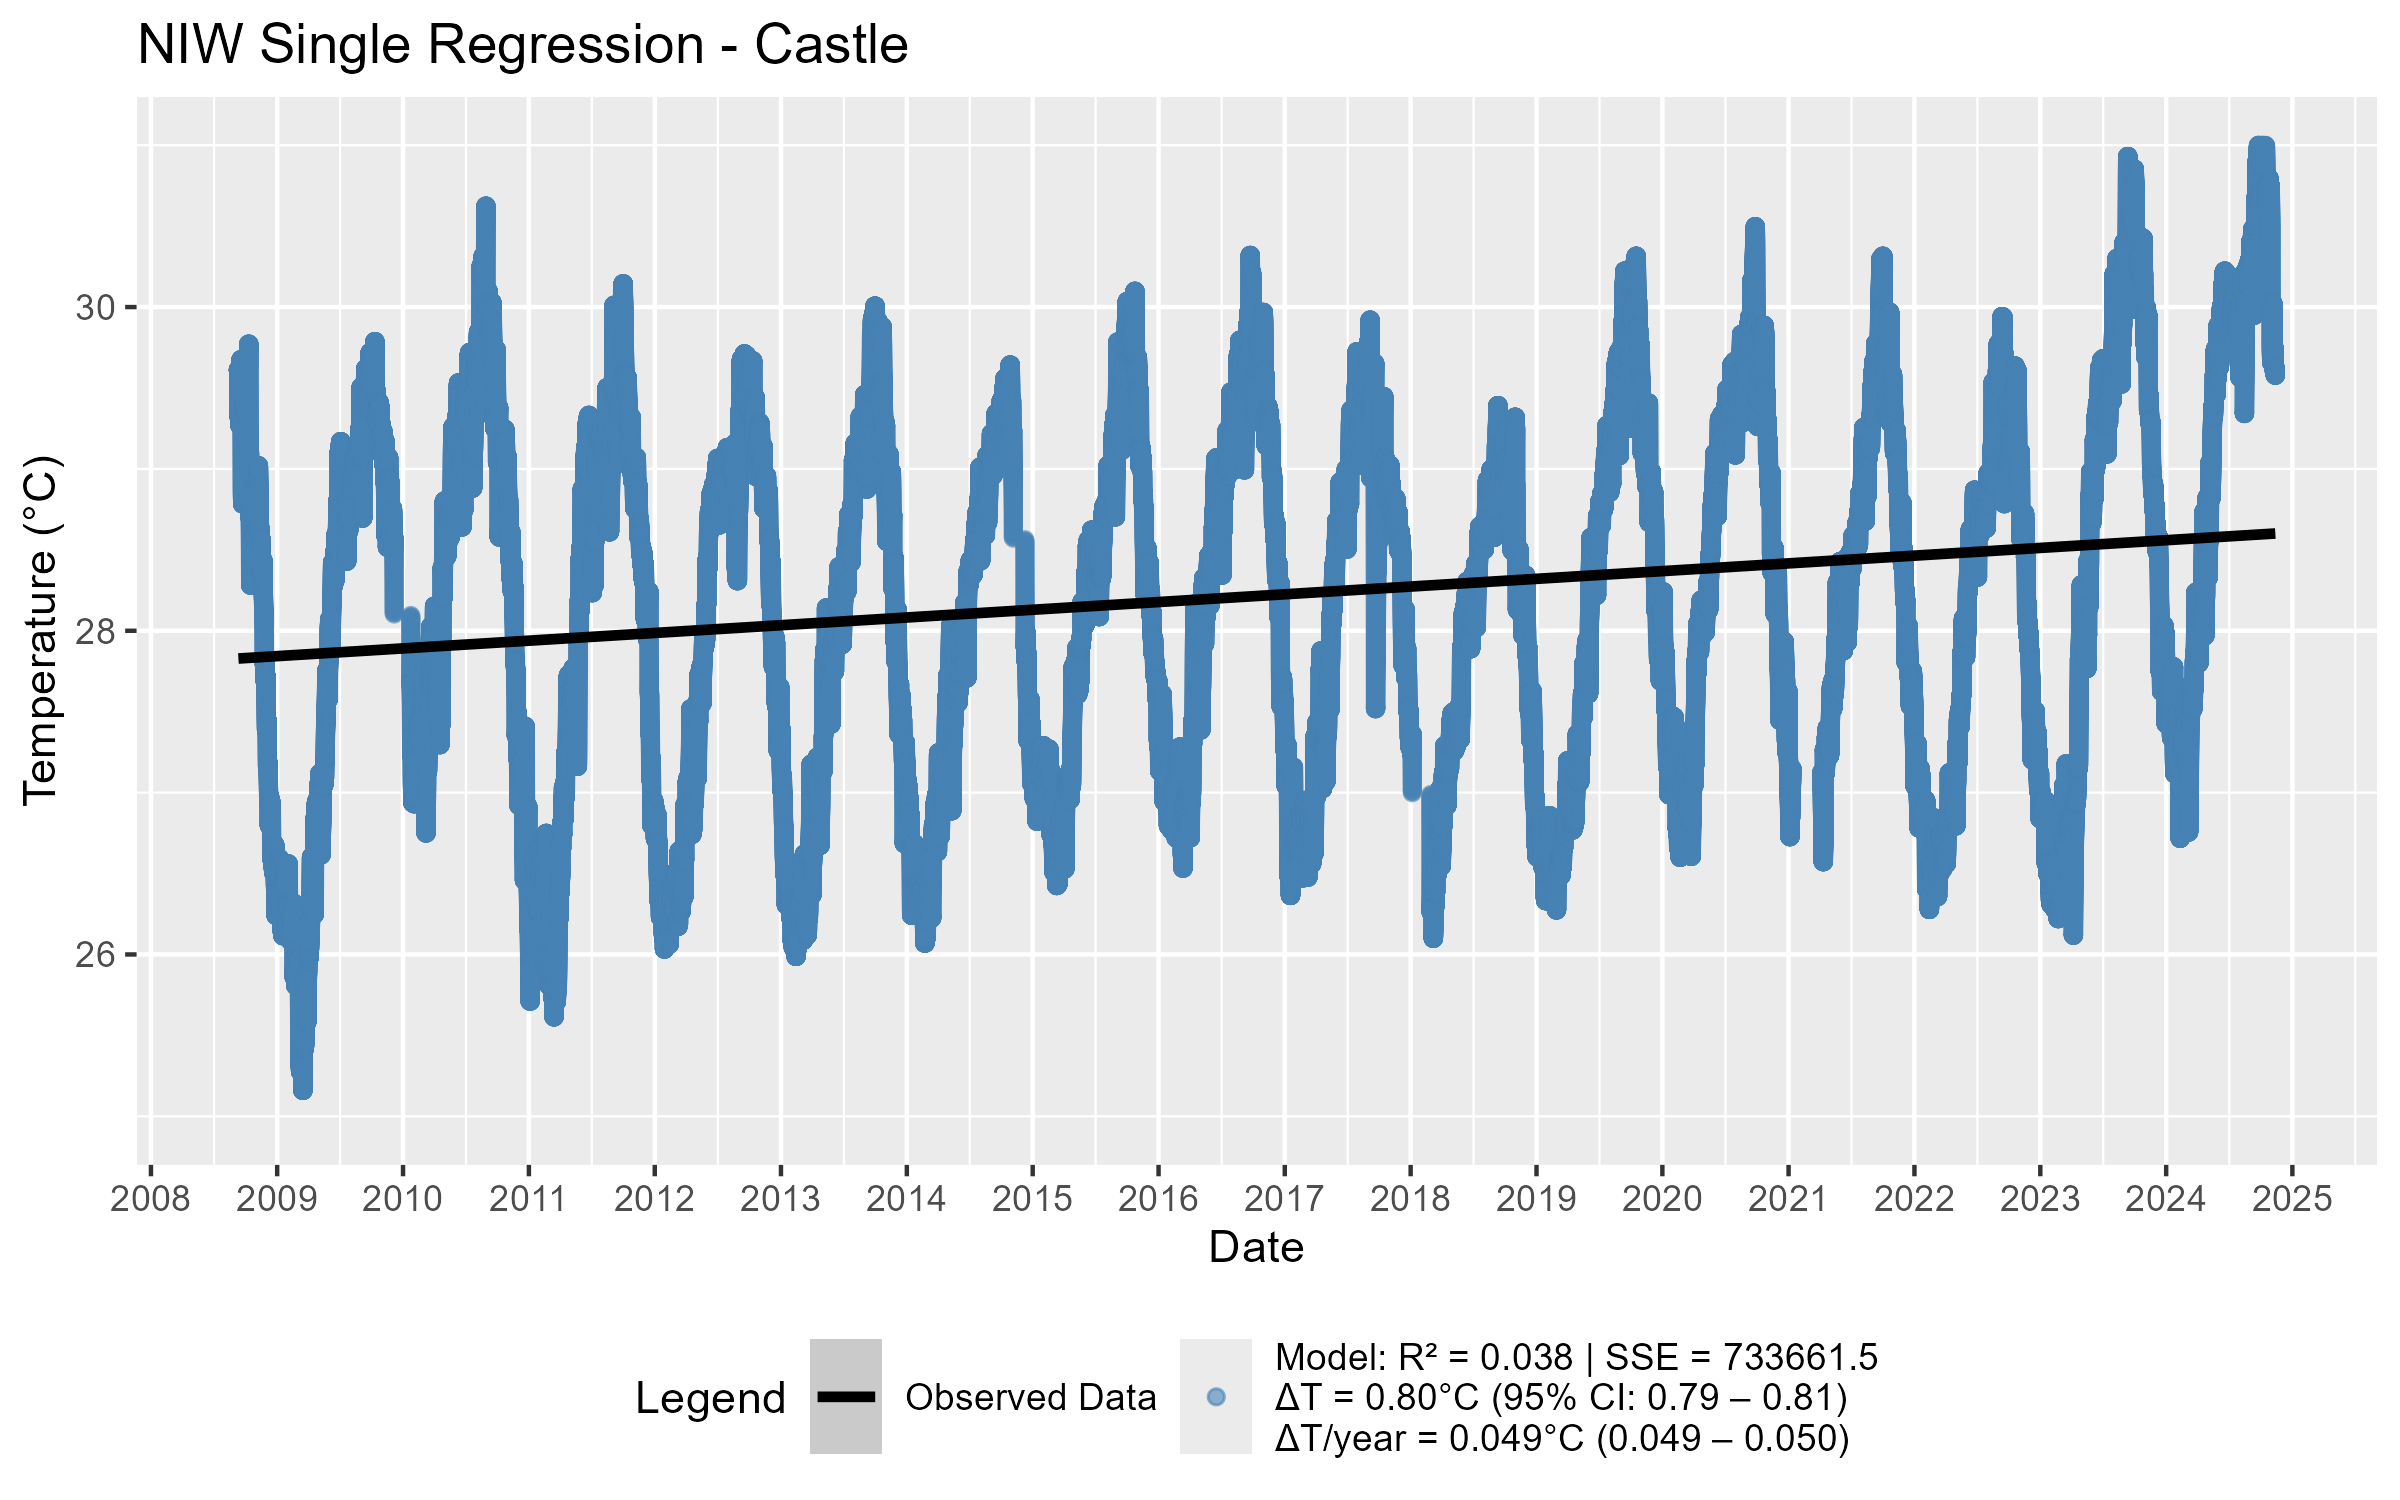 NIW Single Regression - Castle
Temperature (°C)
30
28
26
2008 2009 2010 2011 2012 2013 2014 2015 2016 2017 2018 2019 2020 2021 2022 2023 2024 2025
Date
Legend
Observed Data
Model: R² = 0.038 | SSE = 733661.5
ΔT = 0.80°C (95% CI: 0.79 – 0.81)
ΔT/year = 0.049°C (0.049 – 0.050)